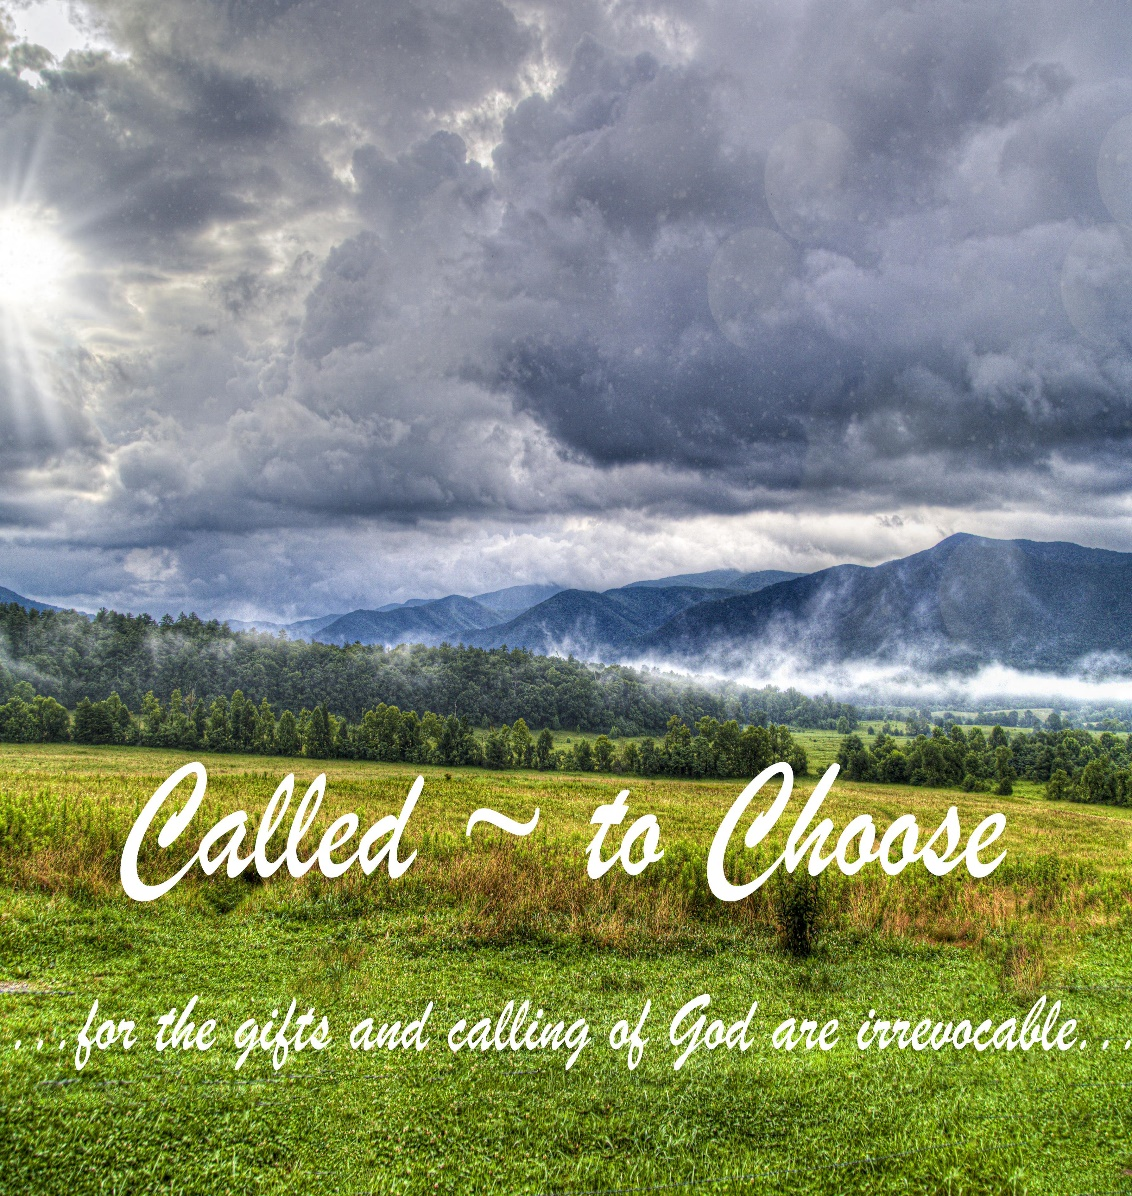 Called ~ to Choose
...for the gifts and calling of God are irrevocable...